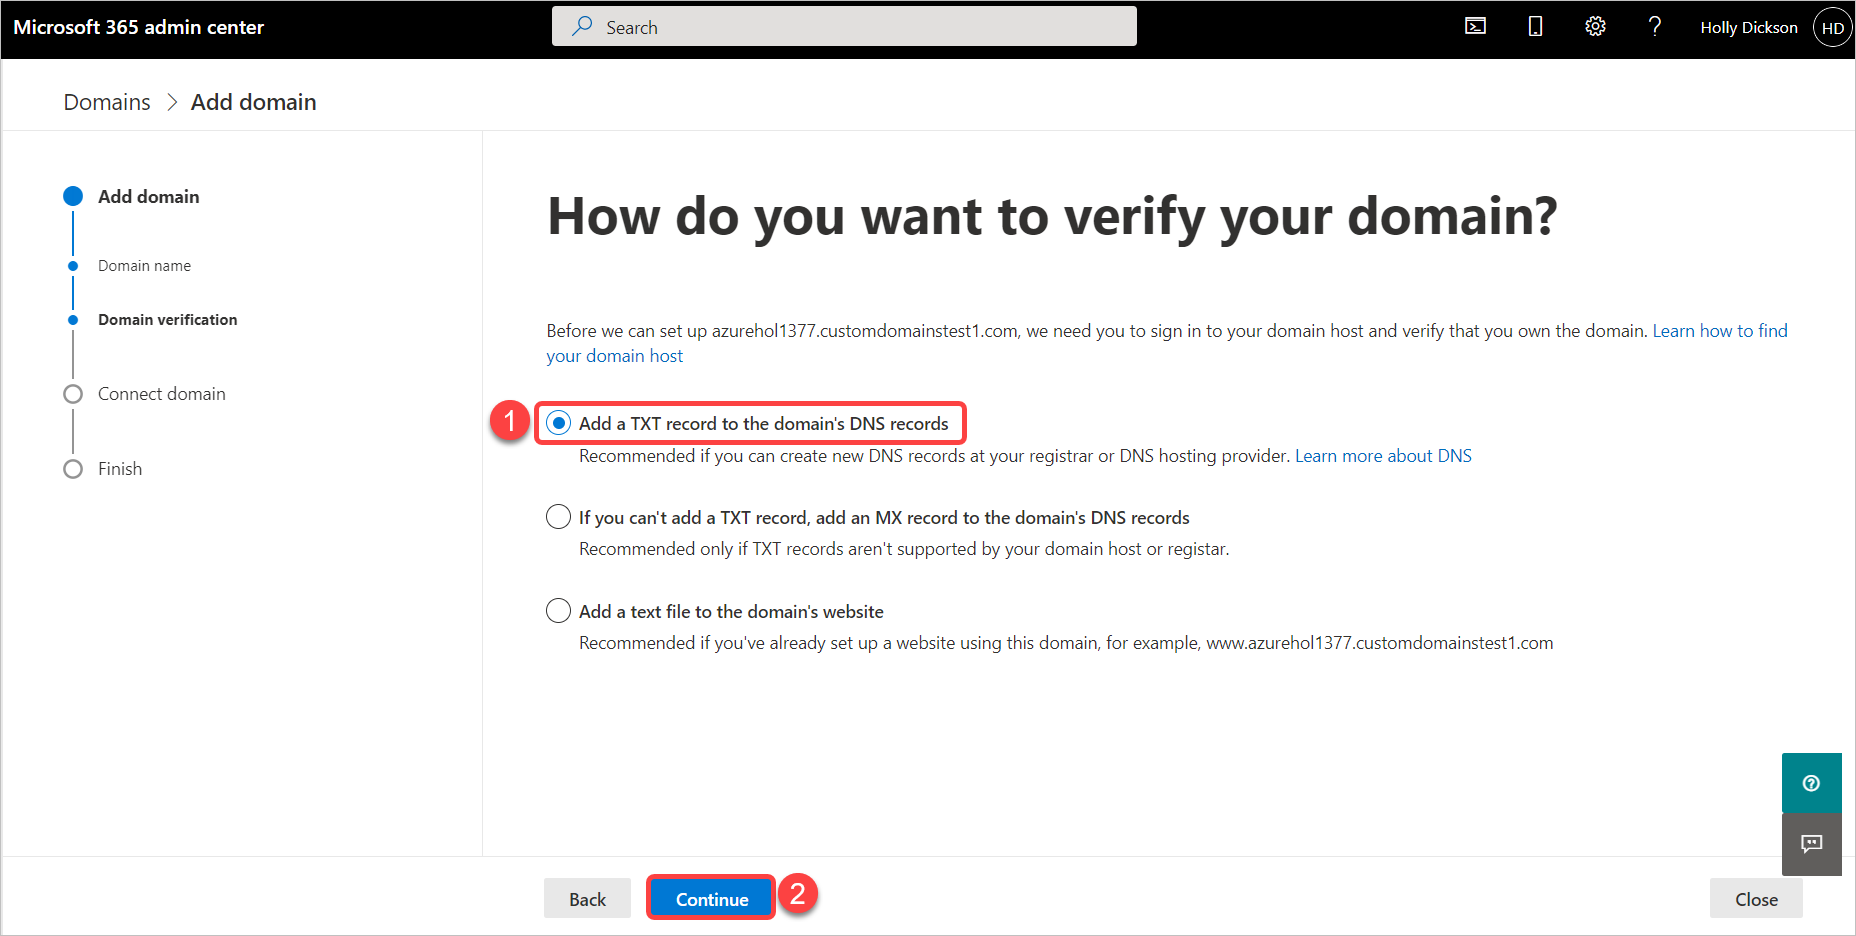 Microsoft 365 admin center
Search
Holly Dickson
HD
Domains > Add domain
Add domain
Domain name
Domain verification
Connect domain
Finish
How do you want to verify your domain?
Before we can set up azurehol1377.customdomainstest1.com, we need you to sign in to your domain host and verify that you own the domain. Learn how to find
your domain host
1
Add a TXT record to the domain's DNS records
Recommended if you can create new DNS records at your registrar or DNS hosting provider. Learn more about DNS
If you can't add a TXT record, add an MX record to the domain's DNS records
Recommended only if TXT records aren't supported by your domain host or registar.
Add a text file to the domain's website
Recommended if you've already set up a website using this domain, for example, www.azurehol1377.customdomainstest1.com
Back
Continue
2
Close